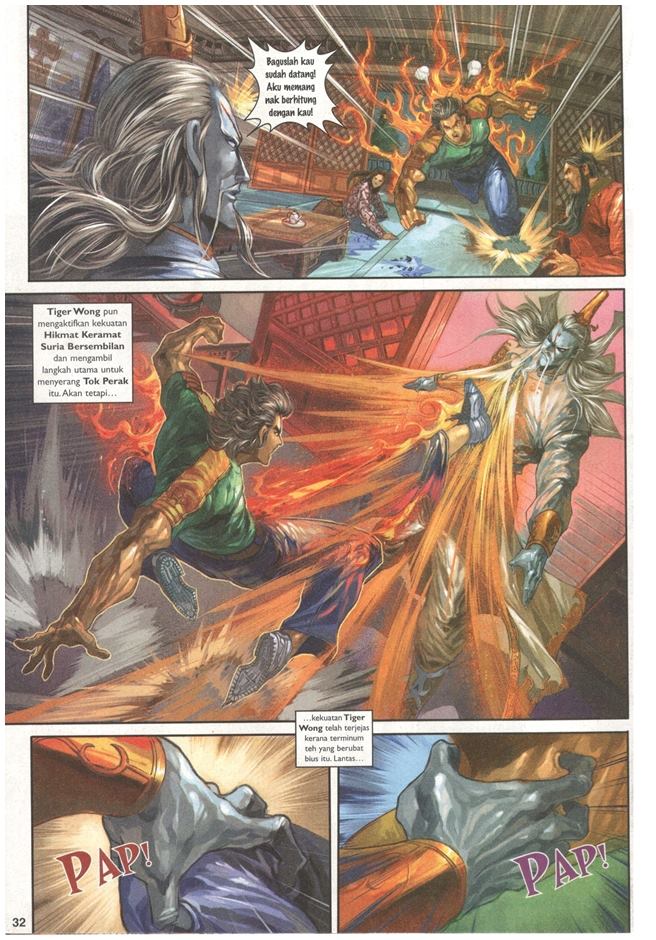 Baguslah kau
sudah datang!
Aku memang
nak berhitung
dengan kau!
Tiger Wong pun
mengaktifkan kekuatan
Hikmat Keramat
Suria Bersembilan
dan mengambil
langkah utama untuk
menyerang Tok Perak
itu. Akan tetapi...
...kekuatan Tiger
Wong telah terjejas
kerana terminum
teh yang berubat
bius itu. Lantas...
PAP!
PAP!
32